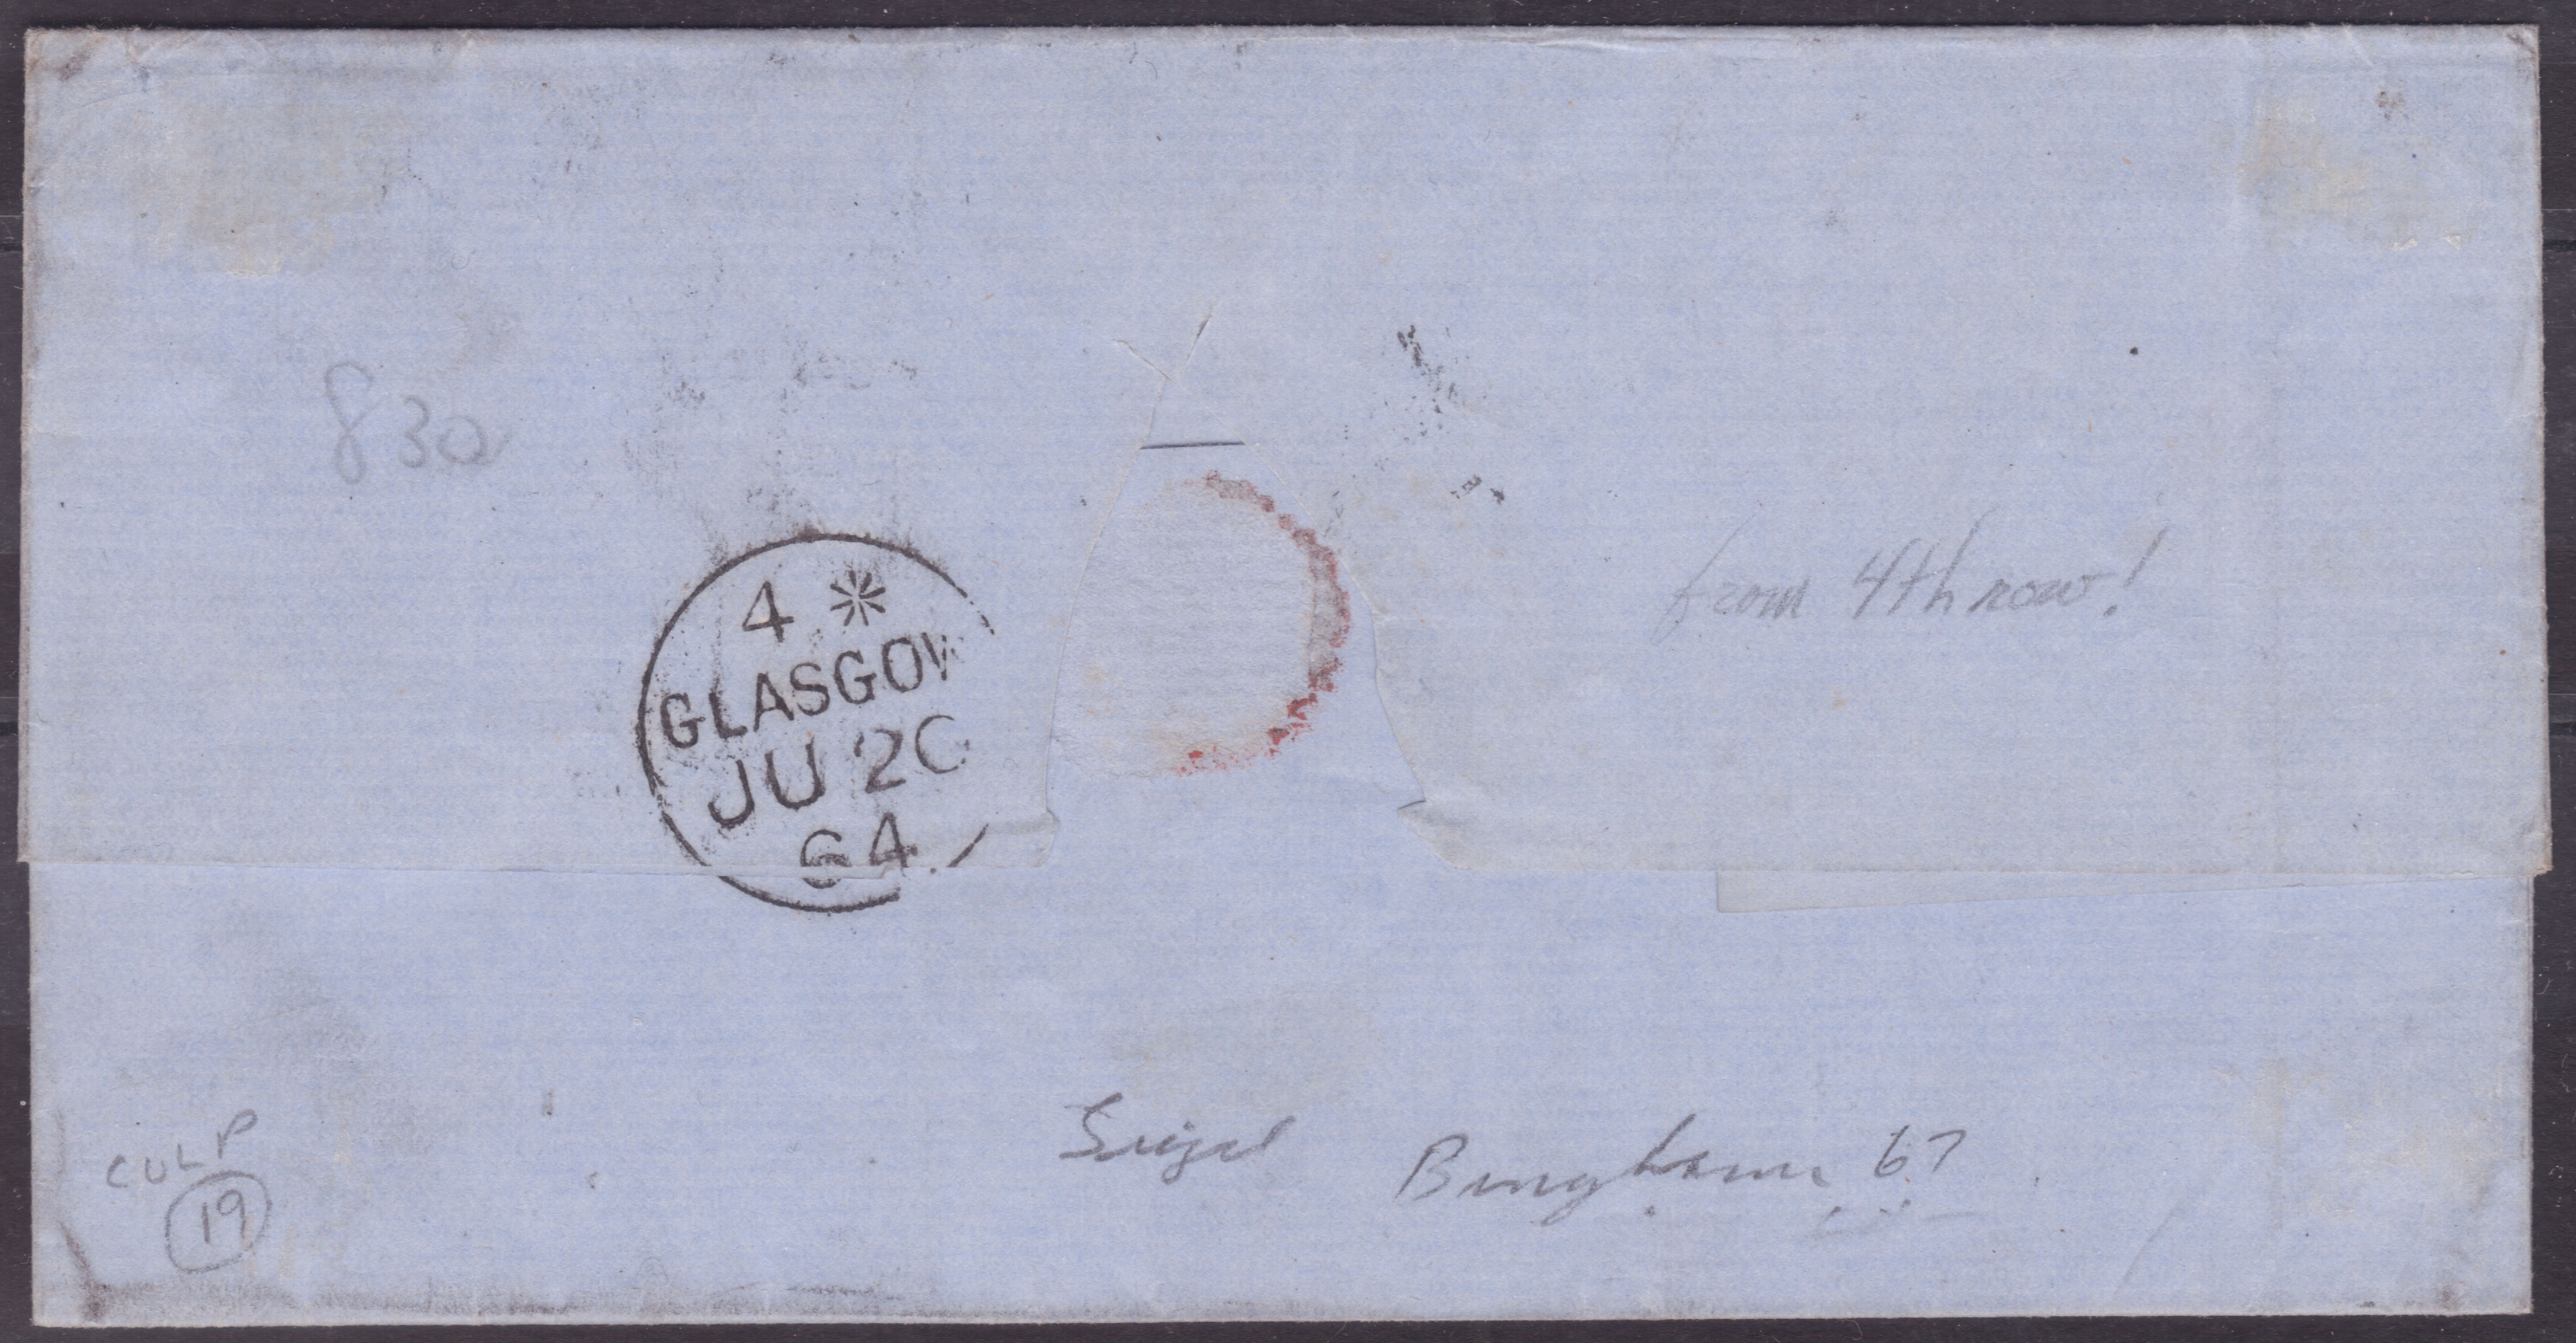 830
4 *
GLASGOW
JU 20
64
from 4th row!
CULP
19
Siegel Bingham 67